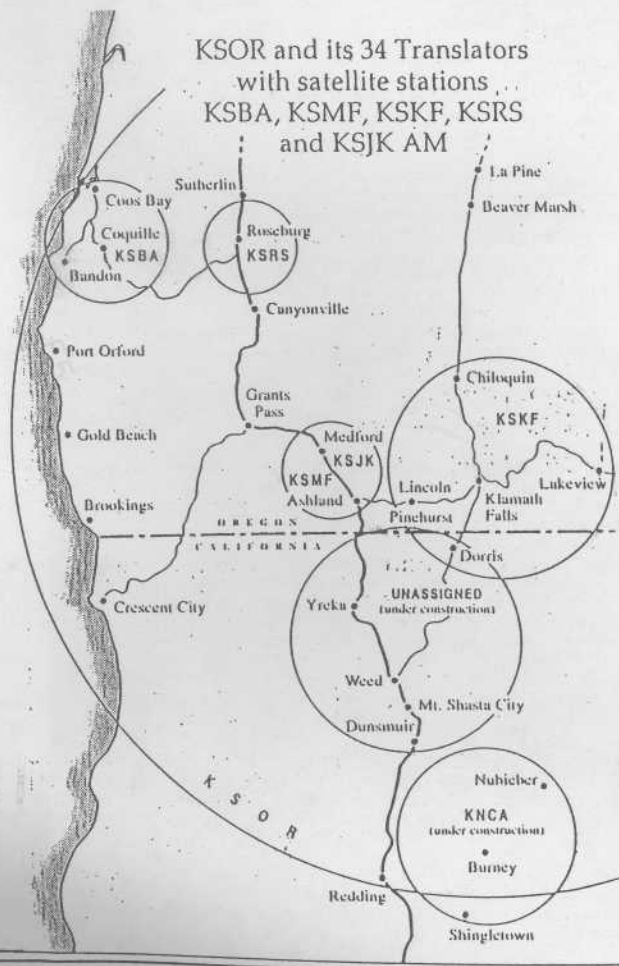 KSOR and its 34 Translators
with satellite stations
KSBA, KSMF, KSKF, KSRS
and KSJK AM
La Pine
Sutherlin
Coos Bay
Beaver Marsh
Coquille
Roseburg
KSBA
KSRS
Bandon
Canyonville
Port Orford
Chiloquin
Grants
Pass
KSKF
Gold Beach
Medford
KSJK
KSMF
Lakeview
Ashland
Lincoln
Klamath
Falls
Pinehurst
Brookings
OREGON
CALIFORNIA
Dorris
UNASSIGNED
(under construction)
Crescent City
Yreka
Weed
Mt. Shasta City
Dunsmuir
KSOR
Nubieber
KNCA
(under construction)
Burney
Redding
Shingletown